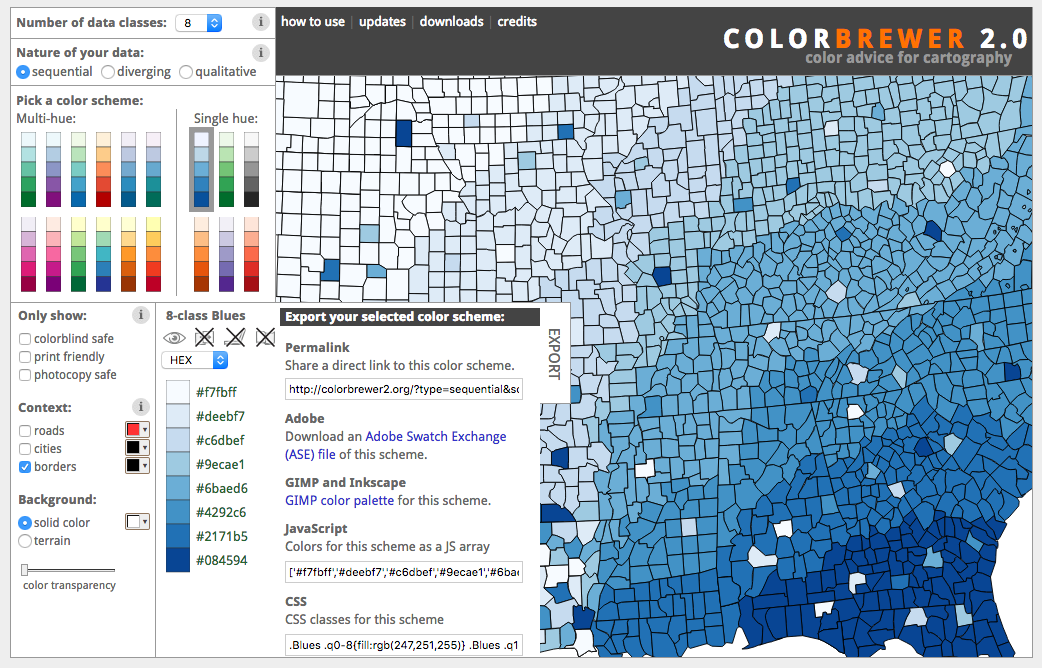 Number of data classes: 8 i
how to use | updates | downloads | credits
COLORBREWER 2.0
color advice for cartography
Nature of your data: i
sequential diverging qualitative
Pick a color scheme:
Multi-hue: Single hue:
Only show: i
colorblind safe
print friendly
photocopy safe
Context: i
roads
cities
borders
Background:
solid color
terrain
color transparency
8-class Blues
HEX
#f7fbff
#deebf7
#c6dbef
#9ecae1
#6baed6
#4292c6
#2171b5
#084594
Export your selected color scheme:
EXPORT
Permalink
Share a direct link to this color scheme.
http://colorbrewer2.org/?type=sequential&sc
Adobe
Download an Adobe Swatch Exchange
(ASE) file of this scheme.
GIMP and Inkscape
GIMP color palette for this scheme.
JavaScript
Colors for this scheme as a JS array
['#f7fbff','#deebf7','#c6dbef','#9ecae1','#6bae
CSS
CSS classes for this scheme
.Blues .q0-8{fill:rgb(247,251,255)} .Blues .q1